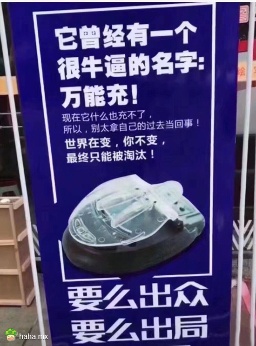 它曾经有一个
很牛逼的名字:
万能充!
现在它什么也充不了,
所以,别太拿自己的过去当回事!
世界在变,你不变,
最终只能被淘汰!
要么出众
要么出局
haha.mx